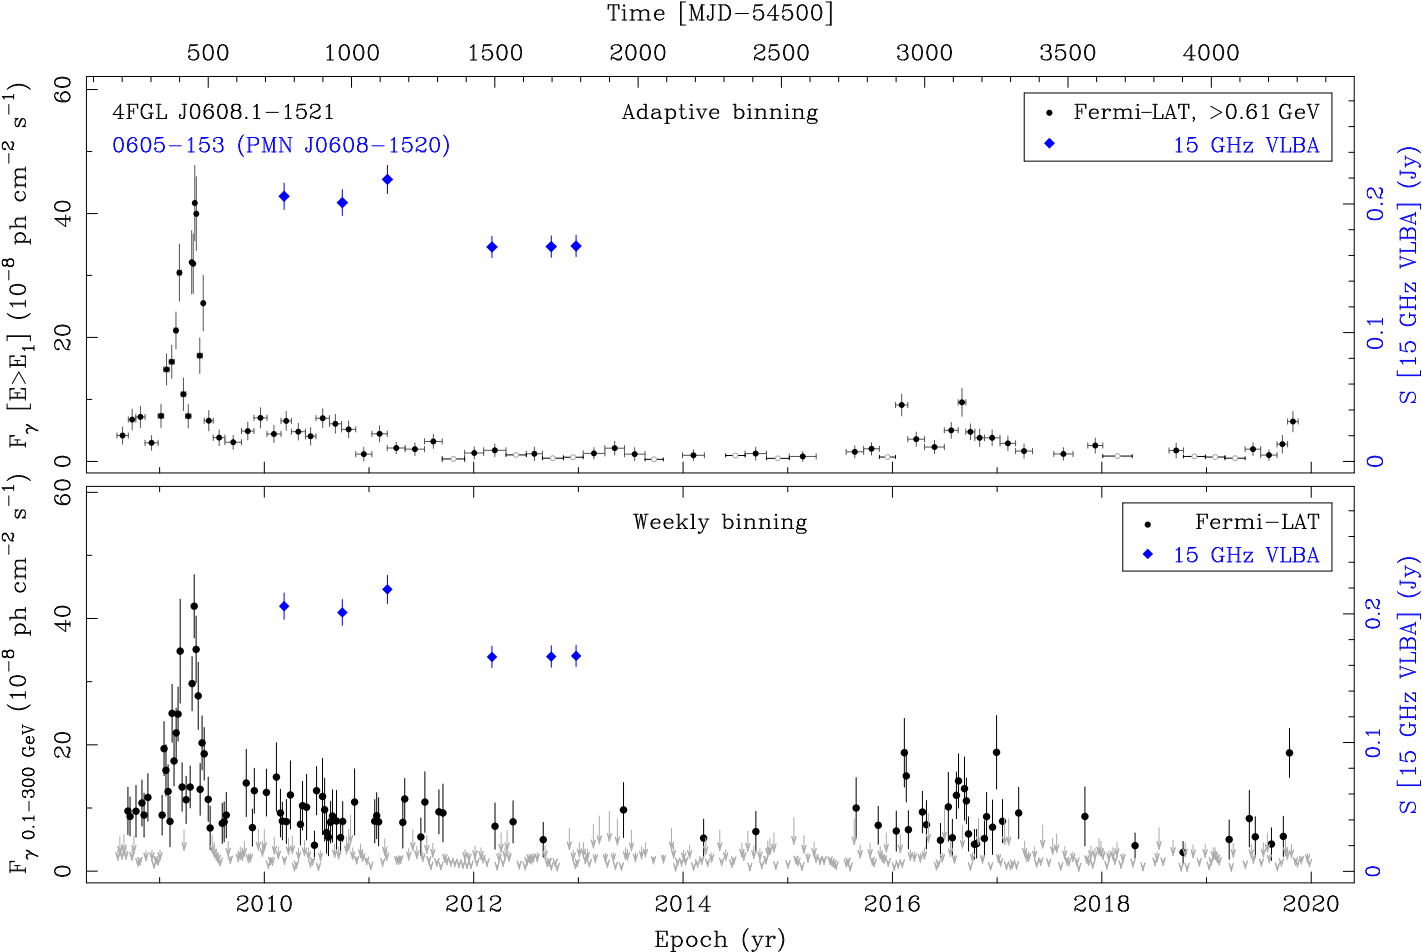 Time [MJD−54500]
500 1000 1500 2000 2500 3000 3500 4000
4FGL J0608.1−1521
0605−153 (PMN J0608−1520)
Adaptive binning
Fermi−LAT, >0.61 GeV
15 GHz VLBA
60
40
20
0
F_γ [E>E_1] (10^−8 ph cm^−2 s^−1)
0.2
0.1
0
S [15 GHz VLBA] (Jy)
Weekly binning
Fermi−LAT
15 GHz VLBA
60
40
20
0
F_γ 0.1−300 GeV (10^−8 ph cm^−2 s^−1)
0.2
0.1
0
S [15 GHz VLBA] (Jy)
2010 2012 2014 2016 2018 2020
Epoch (yr)